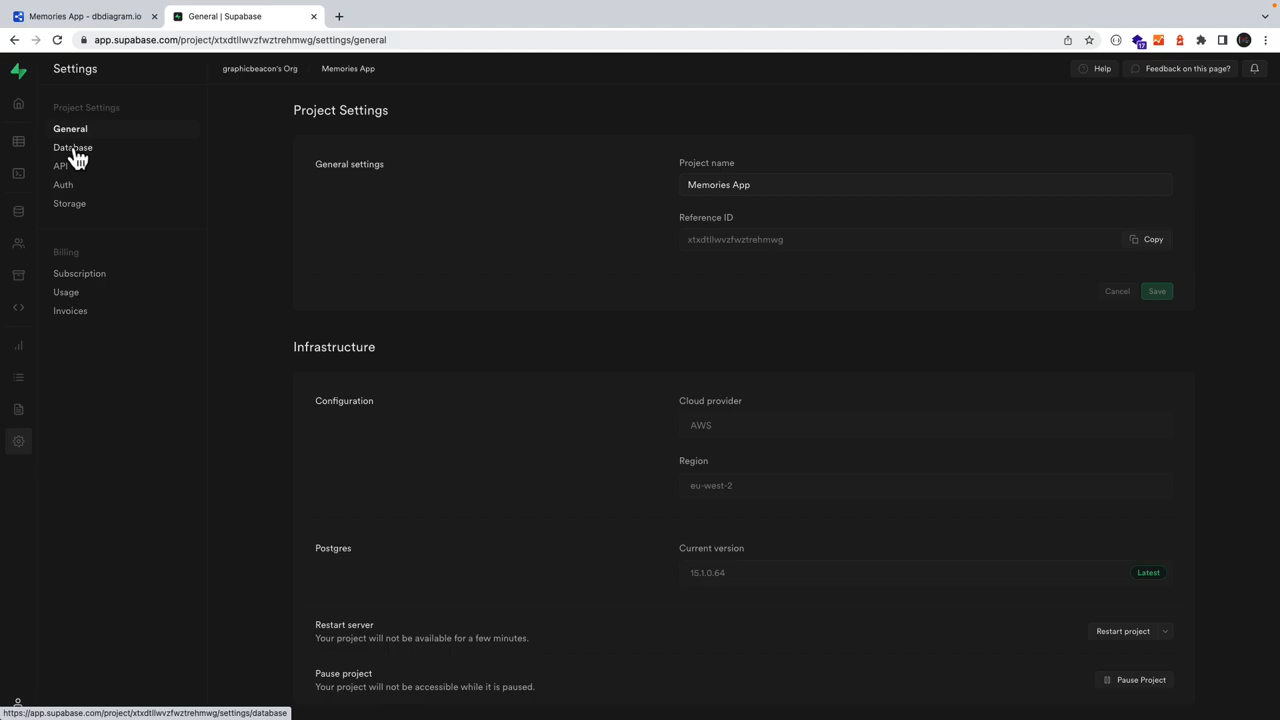 Memories App - dbdiagram.io
General | Supabase
app.supabase.com/project/xtxdtllwvzfwztrehmwg/settings/general
17
Settings
graphicbeacon's Org
Memories App
Help
Feedback on this page?
Project Settings
General
Database
API
Auth
Storage
Billing
Subscription
Usage
Invoices
Project Settings
General settings
Project name
Memories App
Reference ID
xtxdtllwvzfwztrehmwg
Copy
Cancel
Save
Infrastructure
Configuration
Cloud provider
AWS
Region
eu-west-2
Postgres
Current version
15.1.0.64
Latest
Restart server
Your project will not be available for a few minutes.
Restart project
Pause project
Your project will not be accessible while it is paused.
Pause Project
https://app.supabase.com/project/xtxdtllwvzfwztrehmwg/settings/database